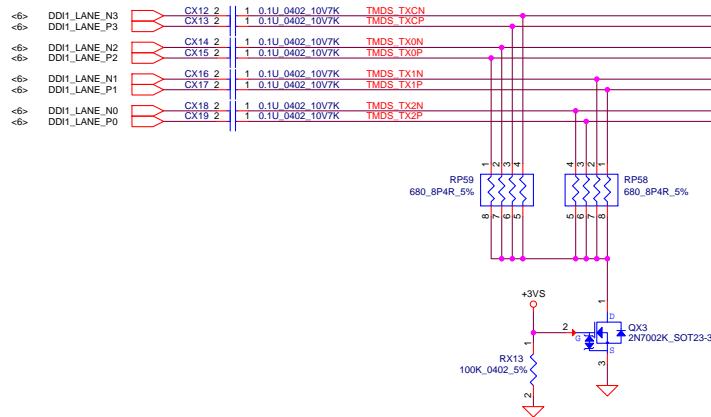 <6> DDI1_LANE_N3 CX12 2 1 0.1U_0402_10V7K TMDS_TXCN
<6> DDI1_LANE_P3 CX13 2 1 0.1U_0402_10V7K TMDS_TXCP
<6> DDI1_LANE_N2 CX14 2 1 0.1U_0402_10V7K TMDS_TX0N
<6> DDI1_LANE_P2 CX15 2 1 0.1U_0402_10V7K TMDS_TX0P
<6> DDI1_LANE_N1 CX16 2 1 0.1U_0402_10V7K TMDS_TX1N
<6> DDI1_LANE_P1 CX17 2 1 0.1U_0402_10V7K TMDS_TX1P
<6> DDI1_LANE_N0 CX18 2 1 0.1U_0402_10V7K TMDS_TX2N
<6> DDI1_LANE_P0 CX19 2 1 0.1U_0402_10V7K TMDS_TX2P
1 2 3 4 4 3 2 1
RP59 RP58
680_8P4R_5% 680_8P4R_5%
8 7 6 5 5 6 7 8
+3VS
1
D
2 G QX3
2N7002K_SOT23-3
S
1 3
RX13
100K_0402_5%
2